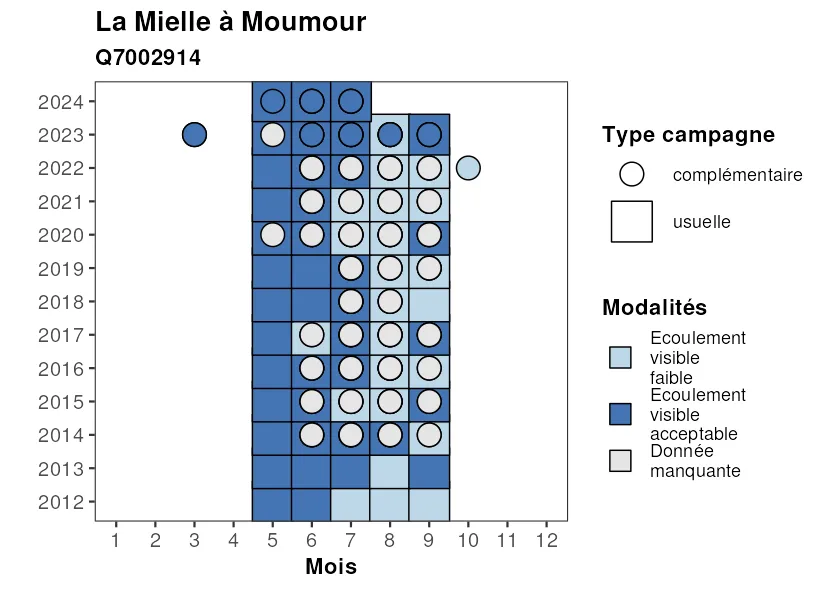 La Mielle à Moumour
Q7002914
2024
2023
2022
2021
2020
2019
2018
2017
2016
2015
2014
2013
2012
1 2 3 4 5 6 7 8 9 10 11 12
Mois
Type campagne
complémentaire
usuelle
Modalités
Ecoulement
visible
faible
Ecoulement
visible
acceptable
Donnée
manquante